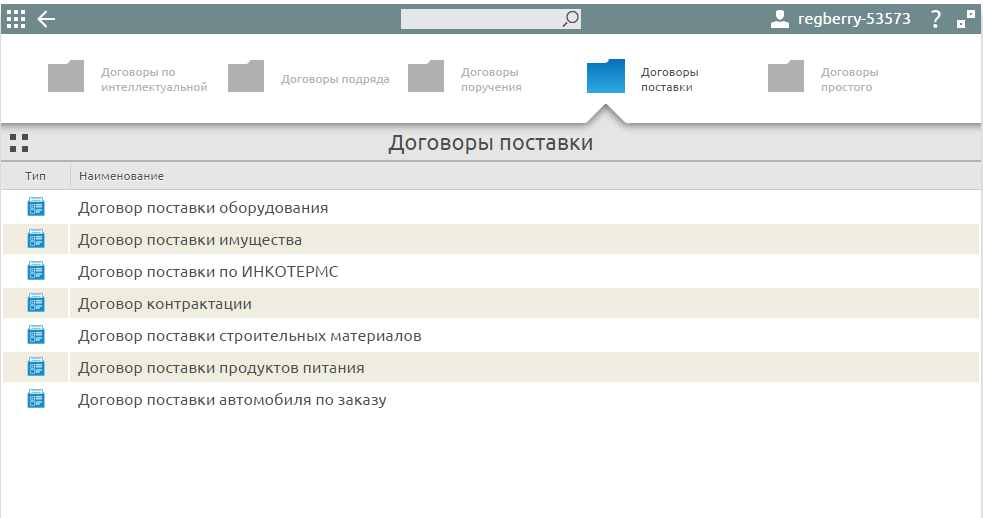 regberry-53573 ?
Договоры по
интеллектуальной
Договоры подряда
Договоры
поручения
Договоры
поставки
Договоры
простого
Договоры поставки
Тип Наименование
Договор поставки оборудования
Договор поставки имущества
Договор поставки по ИНКОТЕРМС
Договор контрактации
Договор поставки строительных материалов
Договор поставки продуктов питания
Договор поставки автомобиля по заказу